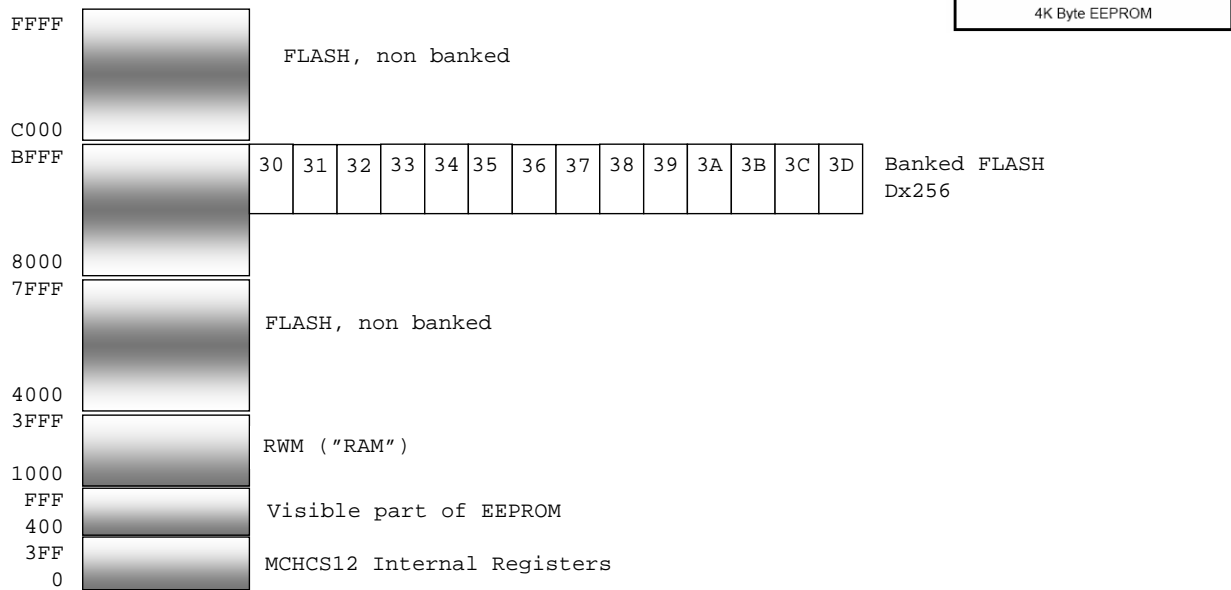 4K Byte EEPROM
FFFF
FLASH, non banked
C000
BFFF
30 31 32 33 34 35 36 37 38 39 3A 3B 3C 3D
Banked FLASH
Dx256
8000
7FFF
FLASH, non banked
4000
3FFF
RWM (″RAM″)
1000
FFF
Visible part of EEPROM
400
3FF
MCHCS12 Internal Registers
0